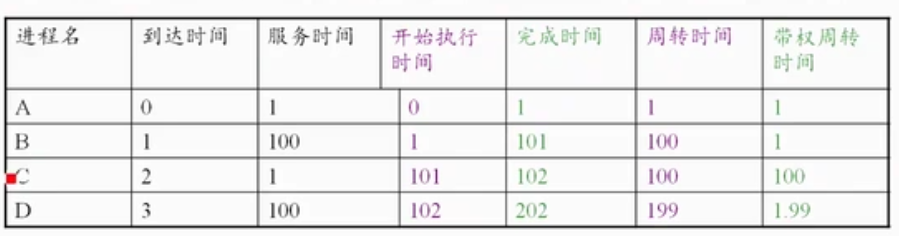 进程名 到达时间 服务时间 开始执行时间 完成时间 周转时间 带权周转时间
A 0 1 0 1 1 1
B 1 100 1 101 100 1
C 2 1 101 102 100 100
D 3 100 102 202 199 1.99